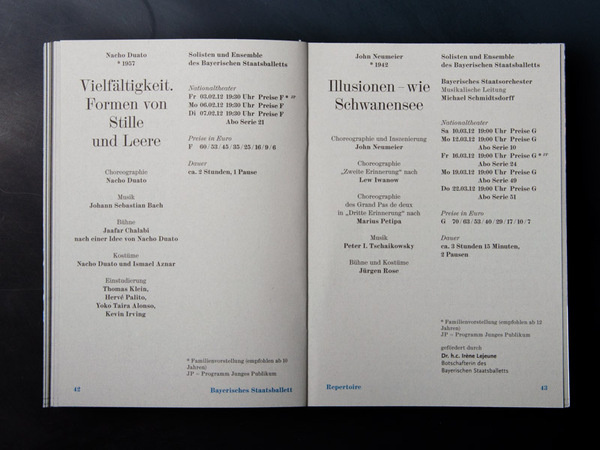 Nacho Duato
* 1957
Vielfältigkeit.
Formen von
Stille
und Leere
Choreographie
Nacho Duato
Musik
Johann Sebastian Bach
Bühne
Jaafar Chalabi
nach einer Idee von Nacho Duato
Kostüme
Nacho Duato und Ismael Aznar
Einstudierung
Thomas Klein,
Hervé Palito,
Yoko Taira Alonso,
Kevin Irving
Solisten und Ensemble
des Bayerischen Staatsballetts
Nationaltheater
Fr 03.02.12 19:30 Uhr Preise F * JP
Mo 06.02.12 19:30 Uhr Preise F
Di 07.02.12 19:30 Uhr Preise F
Abo Serie 21
Preise in Euro
F 60/53/45/35/25/16/9/6
Dauer
ca. 2 Stunden, 1 Pause
* Familienvorstellung (empfohlen ab 10
Jahren)
JP – Programm Junges Publikum
42
Bayerisches Staatsballett
John Neumeier
* 1942
Illusionen – wie
Schwanensee
Choreographie und Inszenierung
John Neumeier
Choreographie
„Zweite Erinnerung“ nach
Lew Iwanow
Choreographie
des Grand Pas de deux
in „Dritte Erinnerung“ nach
Marius Petipa
Musik
Peter I. Tschaikowsky
Bühne und Kostüme
Jürgen Rose
Solisten und Ensemble
des Bayerischen Staatsballetts
Bayerisches Staatsorchester
Musikalische Leitung
Michael Schmidtsdorff
Nationaltheater
Sa 10.03.12 19:00 Uhr Preise G
Mo 12.03.12 19:00 Uhr Preise G
Abo Serie 10
Fr 16.03.12 19:00 Uhr Preise G * JP
Abo Serie 24
Mo 19.03.12 19:00 Uhr Preise G
Abo Serie 49
Do 22.03.12 19:00 Uhr Preise G
Abo Serie 51
Preise in Euro
G 70/63/53/40/29/17/10/7
Dauer
ca. 3 Stunden 15 Minuten,
2 Pausen
* Familienvorstellung (empfohlen ab 12
Jahren)
JP – Programm Junges Publikum
gefördert durch
Dr. h.c. Irène Lejeune
Botschafterin des
Bayerischen Staatsballetts
Repertoire
43